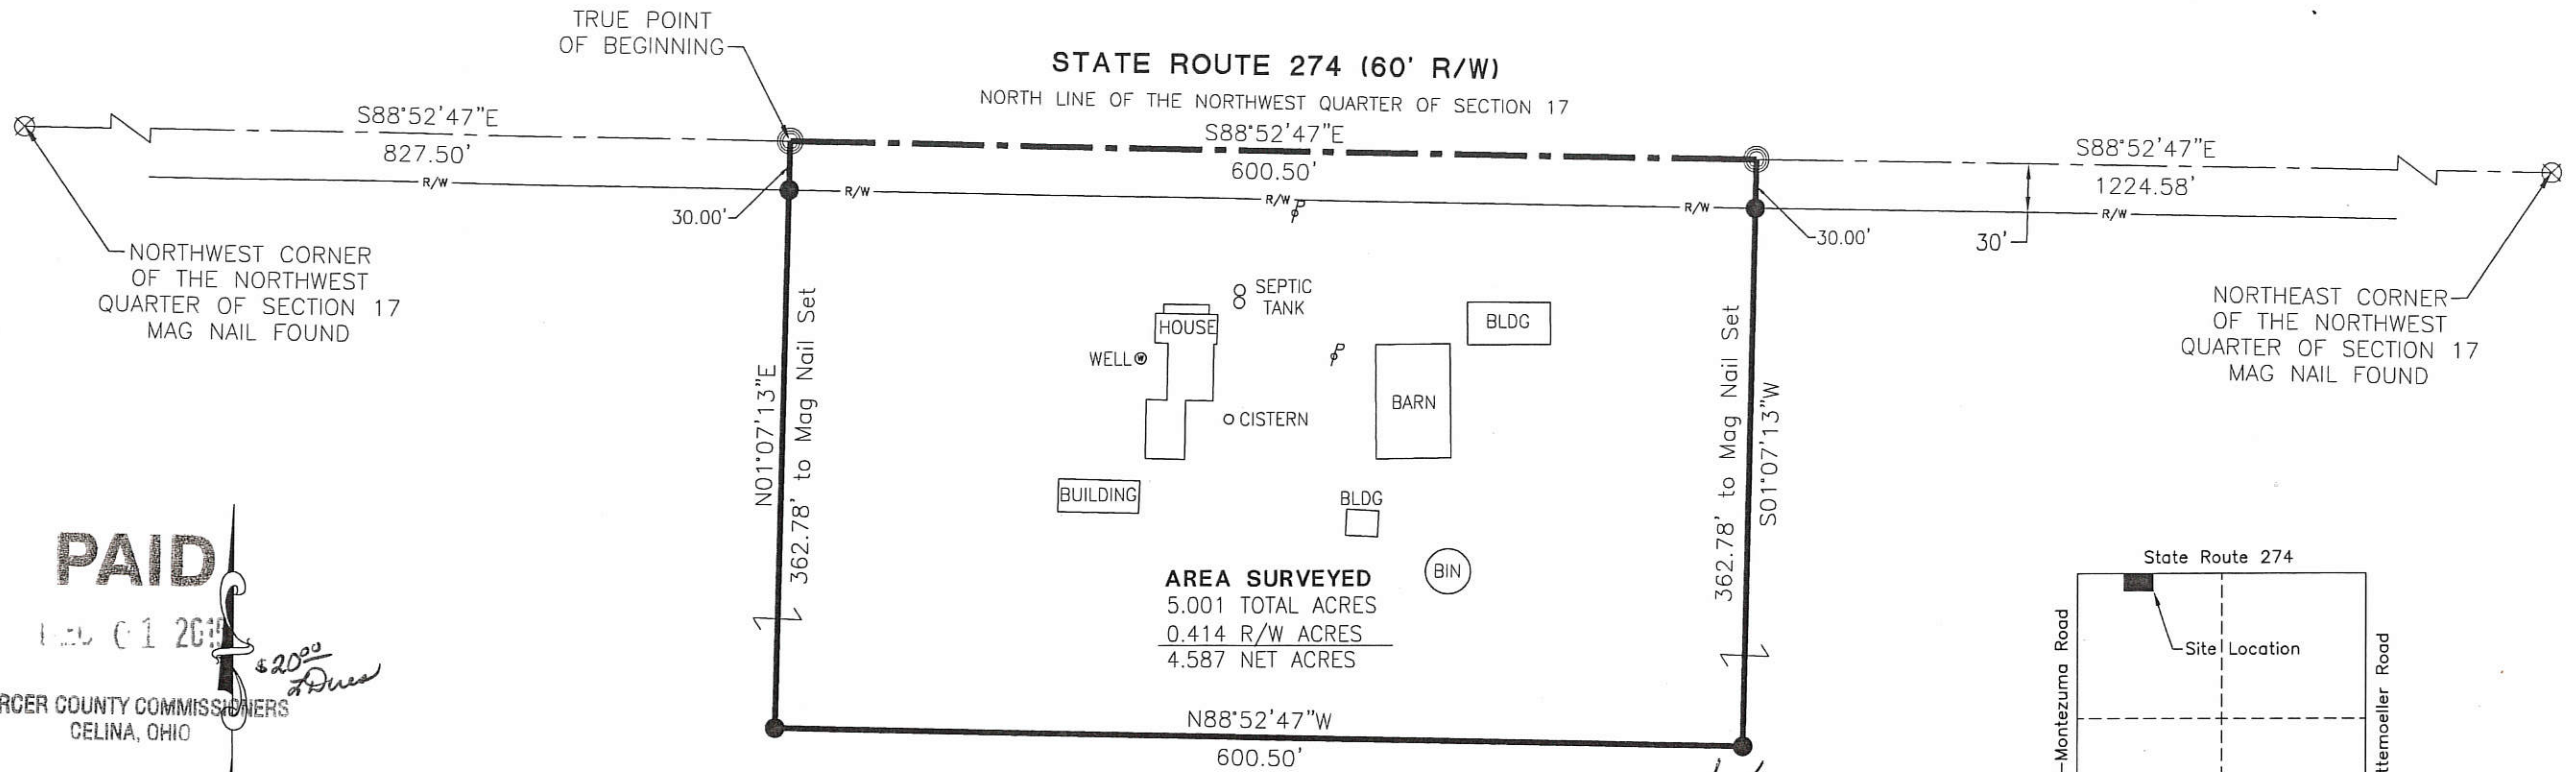 TRUE POINT
OF BEGINNING
STATE ROUTE 274 (60' R/W)
NORTH LINE OF THE NORTHWEST QUARTER OF SECTION 17
S88°52'47"E
827.50'
S88°52'47"E
600.50'
S88°52'47"E
1224.58'
R/W
R/W
R/W
R/W
R/W
30.00'
30.00'
30'
NORTHWEST CORNER
OF THE NORTHWEST
QUARTER OF SECTION 17
MAG NAIL FOUND
NORTHEAST CORNER
OF THE NORTHWEST
QUARTER OF SECTION 17
MAG NAIL FOUND
N01°07'13"E
362.78' to Mag Nail Set
SEPTIC
TANK
HOUSE
WELL
W
CISTERN
BUILDING
BLDG
BARN
BLDG
BIN
362.78' to Mag Nail Set
S01°07'13"W
AREA SURVEYED
5.001 TOTAL ACRES
0.414 R/W ACRES
4.587 NET ACRES
N88°52'47"W
600.50'
PAID
$20.00
RCER COUNTY COMMISSIONERS
CELINA, OHIO
State Route 274
Site Location
-Montezuma Road
ttemoeller Road